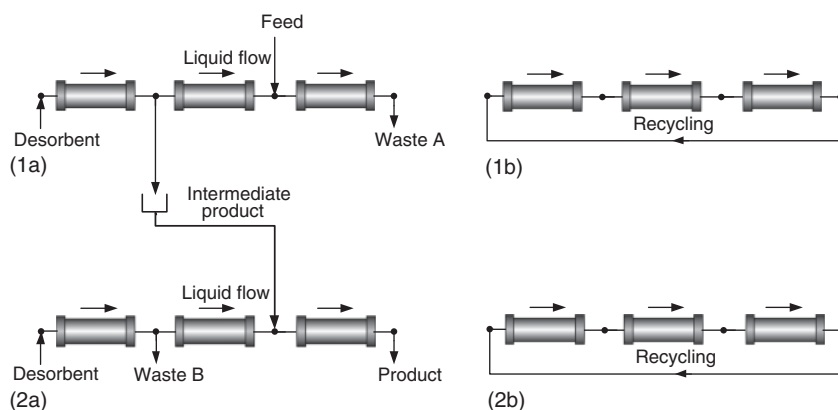 Feed
Liquid flow
Desorbent
Waste A
(1a)
Recycling
(1b)
Intermediate
product
Liquid flow
Desorbent
Waste B
Product
(2a)
Recycling
(2b)